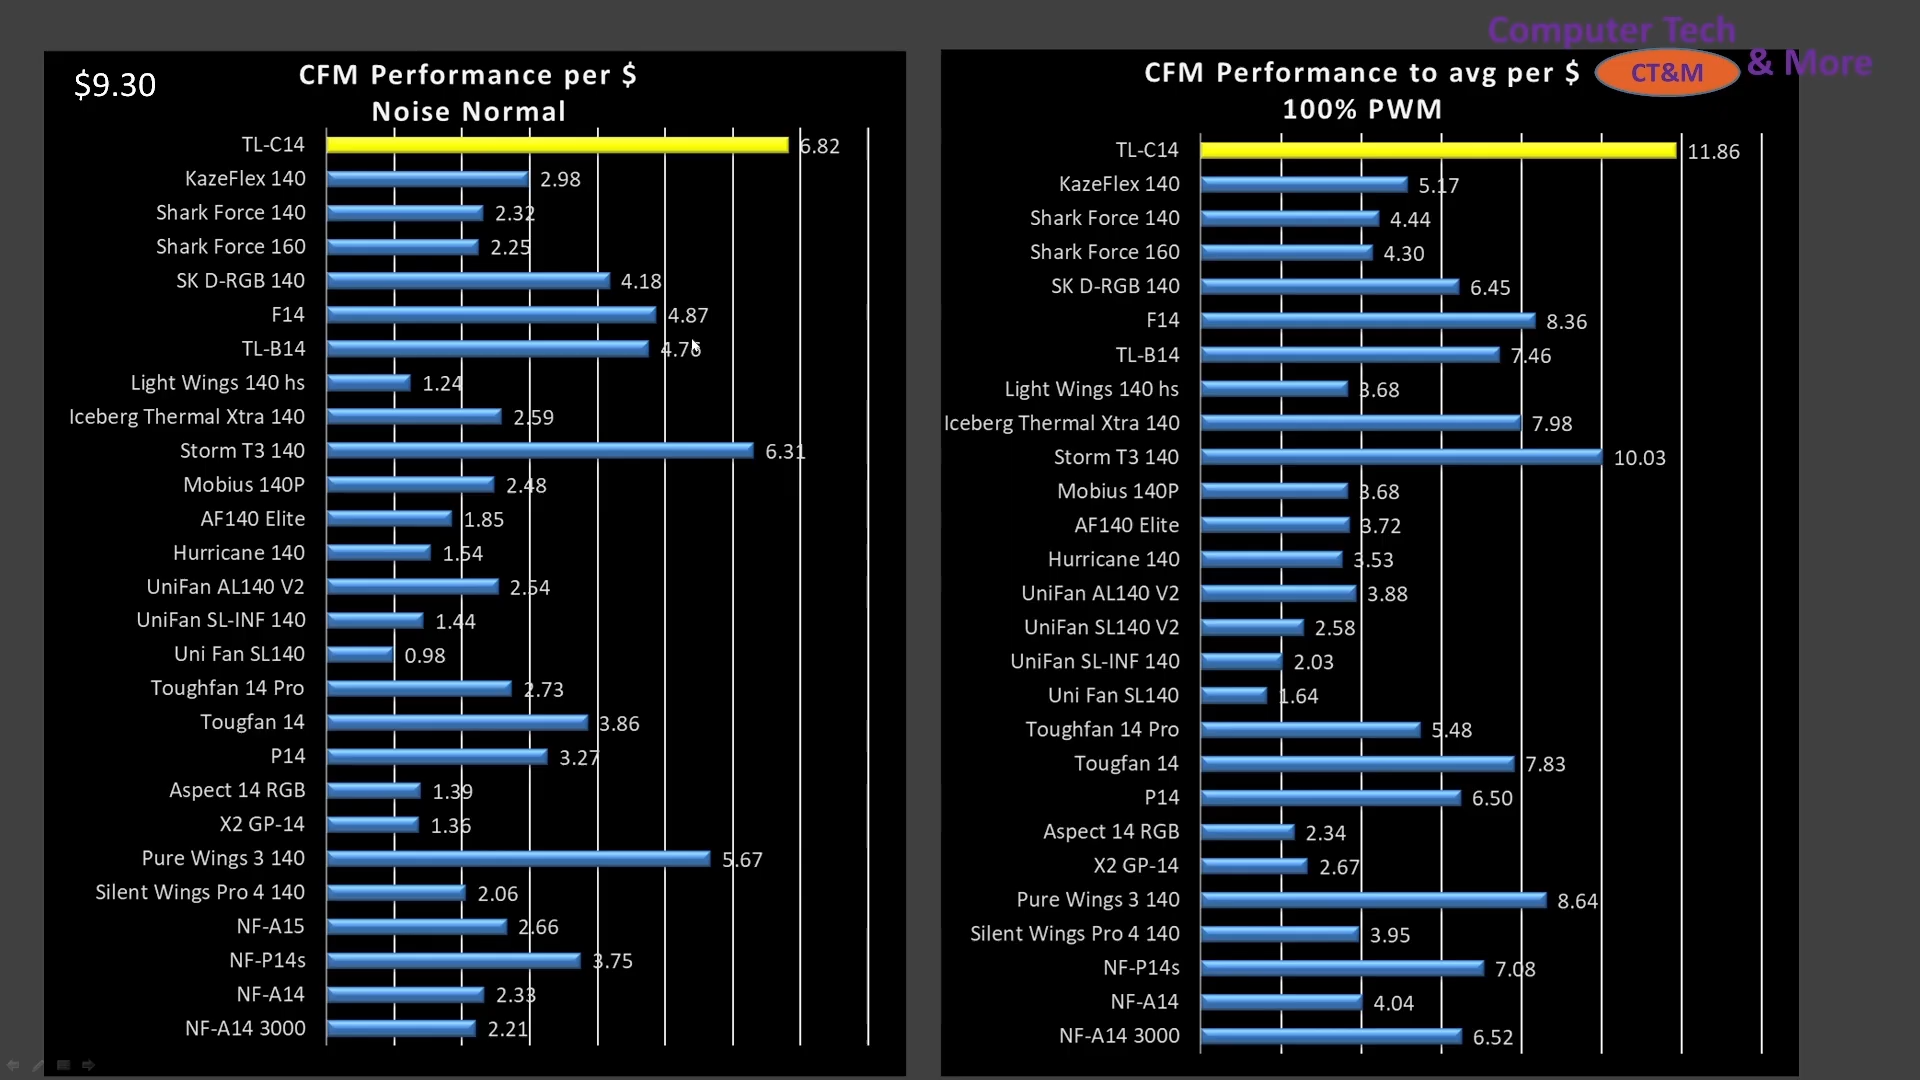 Computer Tech
& More
CT&M
$9.30
CFM Performance per $
Noise Normal
TL-C14 6.82
KazeFlex 140 2.98
Shark Force 140 2.32
Shark Force 160 2.25
SK D-RGB 140 4.18
F14 4.87
TL-B14 4.76
Light Wings 140 hs 1.24
Iceberg Thermal Xtra 140 2.59
Storm T3 140 6.31
Mobius 140P 2.48
AF140 Elite 1.85
Hurricane 140 1.54
UniFan AL140 V2 2.54
UniFan SL-INF 140 1.44
Uni Fan SL140 0.98
Toughfan 14 Pro 2.73
Tougfan 14 3.86
P14 3.27
Aspect 14 RGB 1.39
X2 GP-14 1.36
Pure Wings 3 140 5.67
Silent Wings Pro 4 140 2.06
NF-A15 2.66
NF-P14s 3.75
NF-A14 2.33
NF-A14 3000 2.21
CFM Performance to avg per $
100% PWM
TL-C14 11.86
KazeFlex 140 5.17
Shark Force 140 4.44
Shark Force 160 4.30
SK D-RGB 140 6.45
F14 8.36
TL-B14 7.46
Light Wings 140 hs 3.68
Iceberg Thermal Xtra 140 7.98
Storm T3 140 10.03
Mobius 140P 3.68
AF140 Elite 3.72
Hurricane 140 3.53
UniFan AL140 V2 3.88
UniFan SL140 V2 2.58
UniFan SL-INF 140 2.03
Uni Fan SL140 1.64
Toughfan 14 Pro 5.48
Tougfan 14 7.83
P14 6.50
Aspect 14 RGB 2.34
X2 GP-14 2.67
Pure Wings 3 140 8.64
Silent Wings Pro 4 140 3.95
NF-P14s 7.08
NF-A14 4.04
NF-A14 3000 6.52